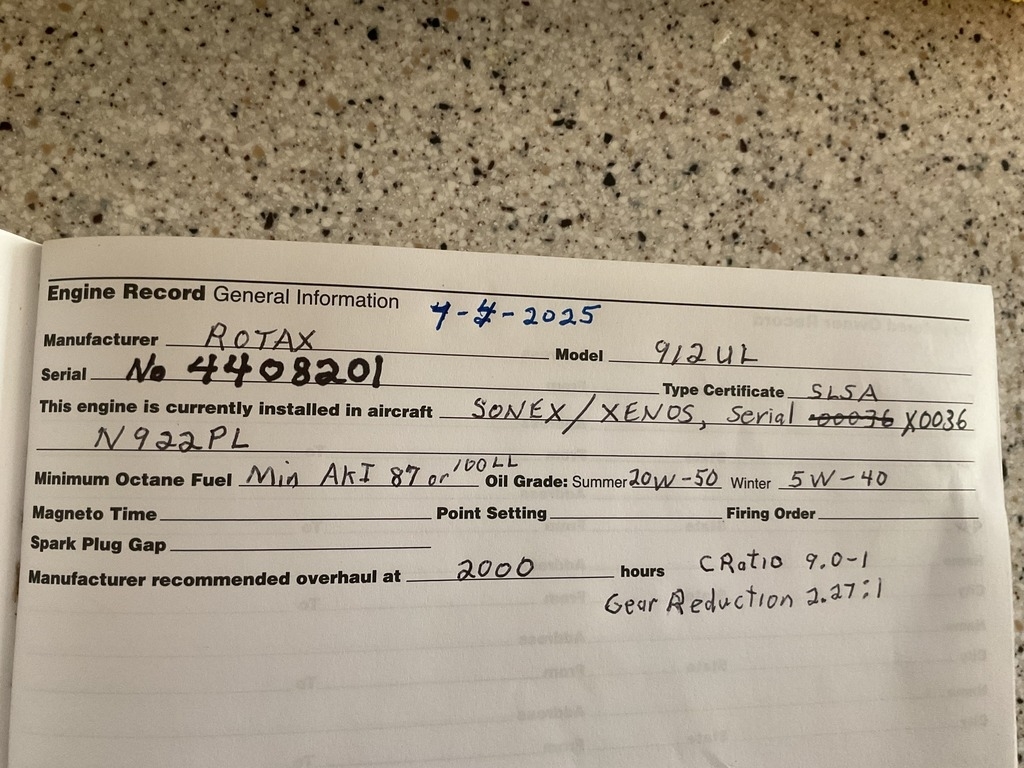 Engine Record General Information 4-2-2025
Manufacturer ROTAX Model 912UL
Serial No 4408201 Type Certificate SLSA
This engine is currently installed in aircraft SONEX/XENOS, Serial 00036 X0036
N922PL
Minimum Octane Fuel Min AKI 87 or 100LL Oil Grade: Summer 20W-50 Winter 5W-40
Magneto Time Point Setting Firing Order
Spark Plug Gap
Manufacturer recommended overhaul at 2000 hours CRatio 9.0-1
Gear Reduction 2.27:1